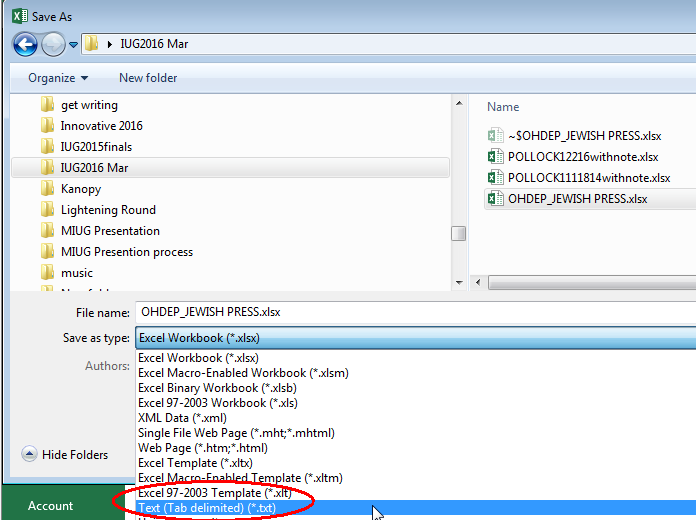 Save As
IUG2016 Mar
Organize
New folder
get writing
Innovative 2016
IUG2015finals
IUG2016 Mar
Kanopy
Lightening Round
MIUG Presentation
MIUG Presention process
music
Name
~$OHDEP_JEWISH PRESS.xlsx
POLLOCK12216withnote.xlsx
POLLOCK1111814withnote.xlsx
OHDEP_JEWISH PRESS.xlsx
File name: OHDEP_JEWISH PRESS.xlsx
Save as type: Excel Workbook (*.xlsx)
Authors:
Excel Workbook (*.xlsx)
Excel Macro-Enabled Workbook (*.xlsm)
Excel Binary Workbook (*.xlsb)
Excel 97-2003 Workbook (*.xls)
XML Data (*.xml)
Single File Web Page (*.mht;*.mhtml)
Web Page (*.htm;*.html)
Excel Template (*.xltx)
Excel Macro-Enabled Template (*.xltm)
Excel 97-2003 Template (*.xlt)
Text (Tab delimited) (*.txt)
Hide Folders
Account